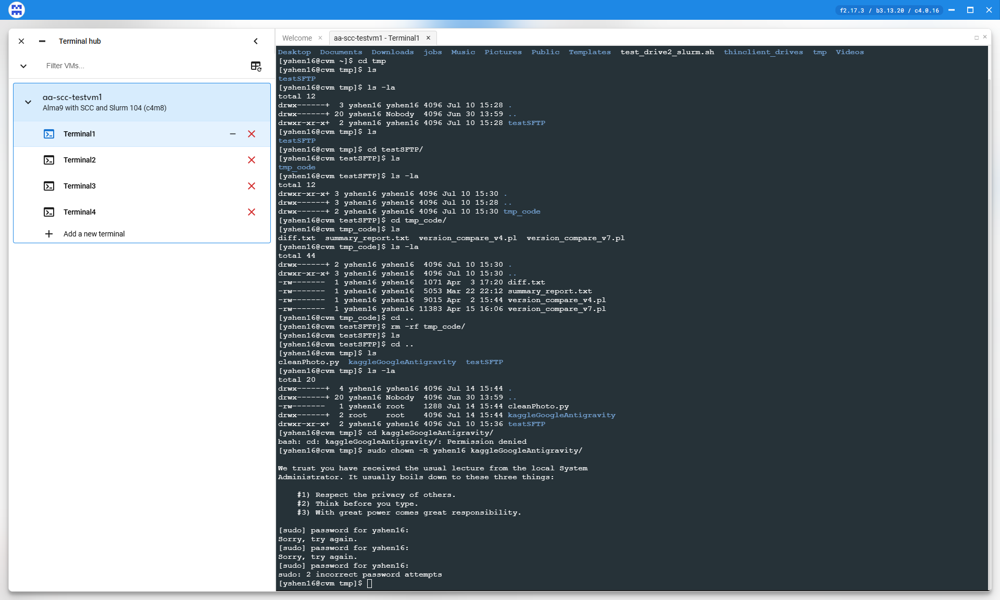 f2.17.3 / b3.13.20 / c4.0.16
Terminal hub
Filter VMs...
aa-scc-testvm1
Alma9 with SCC and Slurm 104 (c4m8)
Terminal1
Terminal2
Terminal3
Terminal4
Add a new terminal
Welcome
aa-scc-testvm1 - Terminal1
Desktop  Documents  Downloads  jobs  Music  Pictures  Public  Templates  test_drive2_slurm.sh  thinclient_drives  tmp  Videos
[yshen16@cvm ~]$ cd tmp
[yshen16@cvm tmp]$ ls
testSFTP
[yshen16@cvm tmp]$ ls -la
total 12
drwx------+  3 yshen16 yshen16 4096 Jul 10 15:28 .
drwx------+ 20 yshen16 Nobody  4096 Jun 30 13:59 ..
drwxr-xr-x+  2 yshen16 yshen16 4096 Jul 10 15:28 testSFTP
[yshen16@cvm tmp]$ ls
testSFTP
[yshen16@cvm tmp]$ cd testSFTP/
[yshen16@cvm testSFTP]$ ls
tmp_code
[yshen16@cvm testSFTP]$ ls -la
total 12
drwxr-xr-x+ 3 yshen16 yshen16 4096 Jul 10 15:30 .
drwx------+ 3 yshen16 yshen16 4096 Jul 10 15:28 ..
drwx------+ 2 yshen16 yshen16 4096 Jul 10 15:30 tmp_code
[yshen16@cvm testSFTP]$ cd tmp_code/
[yshen16@cvm tmp_code]$ ls
diff.txt  summary_report.txt  version_compare_v4.pl  version_compare_v7.pl
[yshen16@cvm tmp_code]$ ls -la
total 44
drwx------+ 2 yshen16 yshen16  4096 Jul 10 15:30 .
drwxr-xr-x+ 3 yshen16 yshen16  4096 Jul 10 15:30 ..
-rw-------  1 yshen16 yshen16  1071 Apr  3 17:20 diff.txt
-rw-------  1 yshen16 yshen16  5053 Mar 22 22:12 summary_report.txt
-rw-------  1 yshen16 yshen16  9015 Apr  2 15:44 version_compare_v4.pl
-rw-------  1 yshen16 yshen16 11383 Apr 15 16:06 version_compare_v7.pl
[yshen16@cvm tmp_code]$ cd ..
[yshen16@cvm testSFTP]$ rm -rf tmp_code/
[yshen16@cvm testSFTP]$ ls
[yshen16@cvm testSFTP]$ cd ..
[yshen16@cvm tmp]$ ls
cleanPhoto.py  kaggleGoogleAntigravity  testSFTP
[yshen16@cvm tmp]$ ls -la
total 20
drwx------+  4 yshen16 yshen16 4096 Jul 14 15:44 .
drwx------+ 20 yshen16 Nobody  4096 Jun 30 13:59 ..
-rw-------   1 yshen16 root    1288 Jul 14 15:44 cleanPhoto.py
drwx------+  2 root    root    4096 Jul 14 15:44 kaggleGoogleAntigravity
drwxr-xr-x+  2 yshen16 yshen16 4096 Jul 10 15:36 testSFTP
[yshen16@cvm tmp]$ cd kaggleGoogleAntigravity/
bash: cd: kaggleGoogleAntigravity/: Permission denied
[yshen16@cvm tmp]$ sudo chown -R yshen16 kaggleGoogleAntigravity/
We trust you have received the usual lecture from the local System
Administrator. It usually boils down to these three things:
#1) Respect the privacy of others.
#2) Think before you type.
#3) With great power comes great responsibility.
[sudo] password for yshen16:
Sorry, try again.
[sudo] password for yshen16:
Sorry, try again.
[sudo] password for yshen16:
sudo: 2 incorrect password attempts
[yshen16@cvm tmp]$